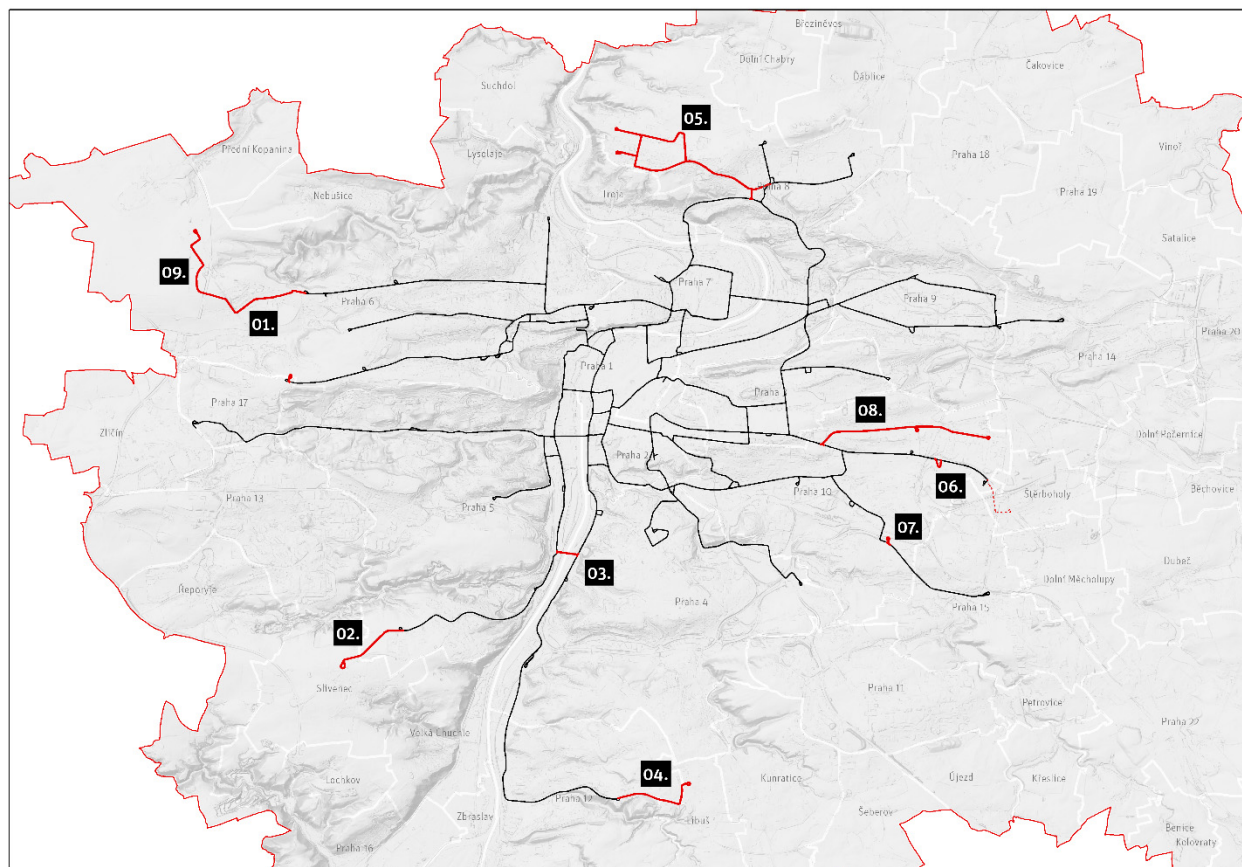 Březiněves
Dolní Chabry
Čakovice
Ďáblice
Suchdol
05.
Přední Kopanina
Lysolaje
Praha 18
Vinoř
Praha 19
Nebušice
Troja
Praha 8
Satalice
09.
Praha 7
Praha 6
Praha 9
01.
Praha 20
Praha 14
Praha 1
Praha
Praha 17
08.
Zličín
Dolní Počernice
Praha 2
06.
Praha 13
Praha 5
Praha 10
Štěrboholy
Běchovice
07.
03.
Dubeč
Dolní Měcholupy
Řeporyje
Praha 4
Praha 15
02.
Slivenec
Praha 11
Petrovice
Velká Chuchle
Praha 22
04.
Lochkov
Kunratice
Újezd
Křeslice
Praha 12
Zbraslav
Libuš
Šeberov
Benice
Kolovraty
Praha 16